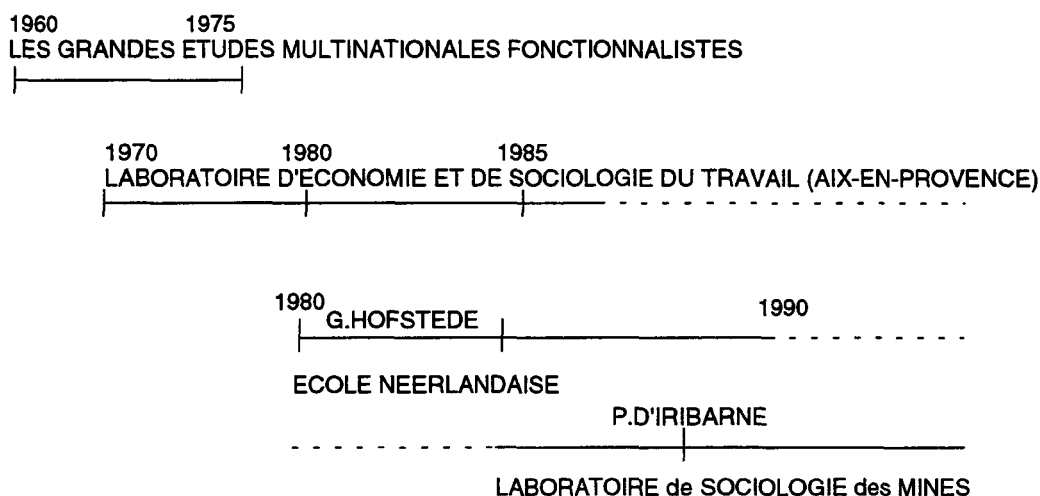 1960 1975
LES GRANDES ETUDES MULTINATIONALES FONCTIONNALISTES
1970 1980 1985
LABORATOIRE D'ECONOMIE ET DE SOCIOLOGIE DU TRAVAIL (AIX-EN-PROVENCE)
1980 1990
G.HOFSTEDE
ECOLE NEERLANDAISE
P.D'IRIBARNE
LABORATOIRE de SOCIOLOGIE des MINES